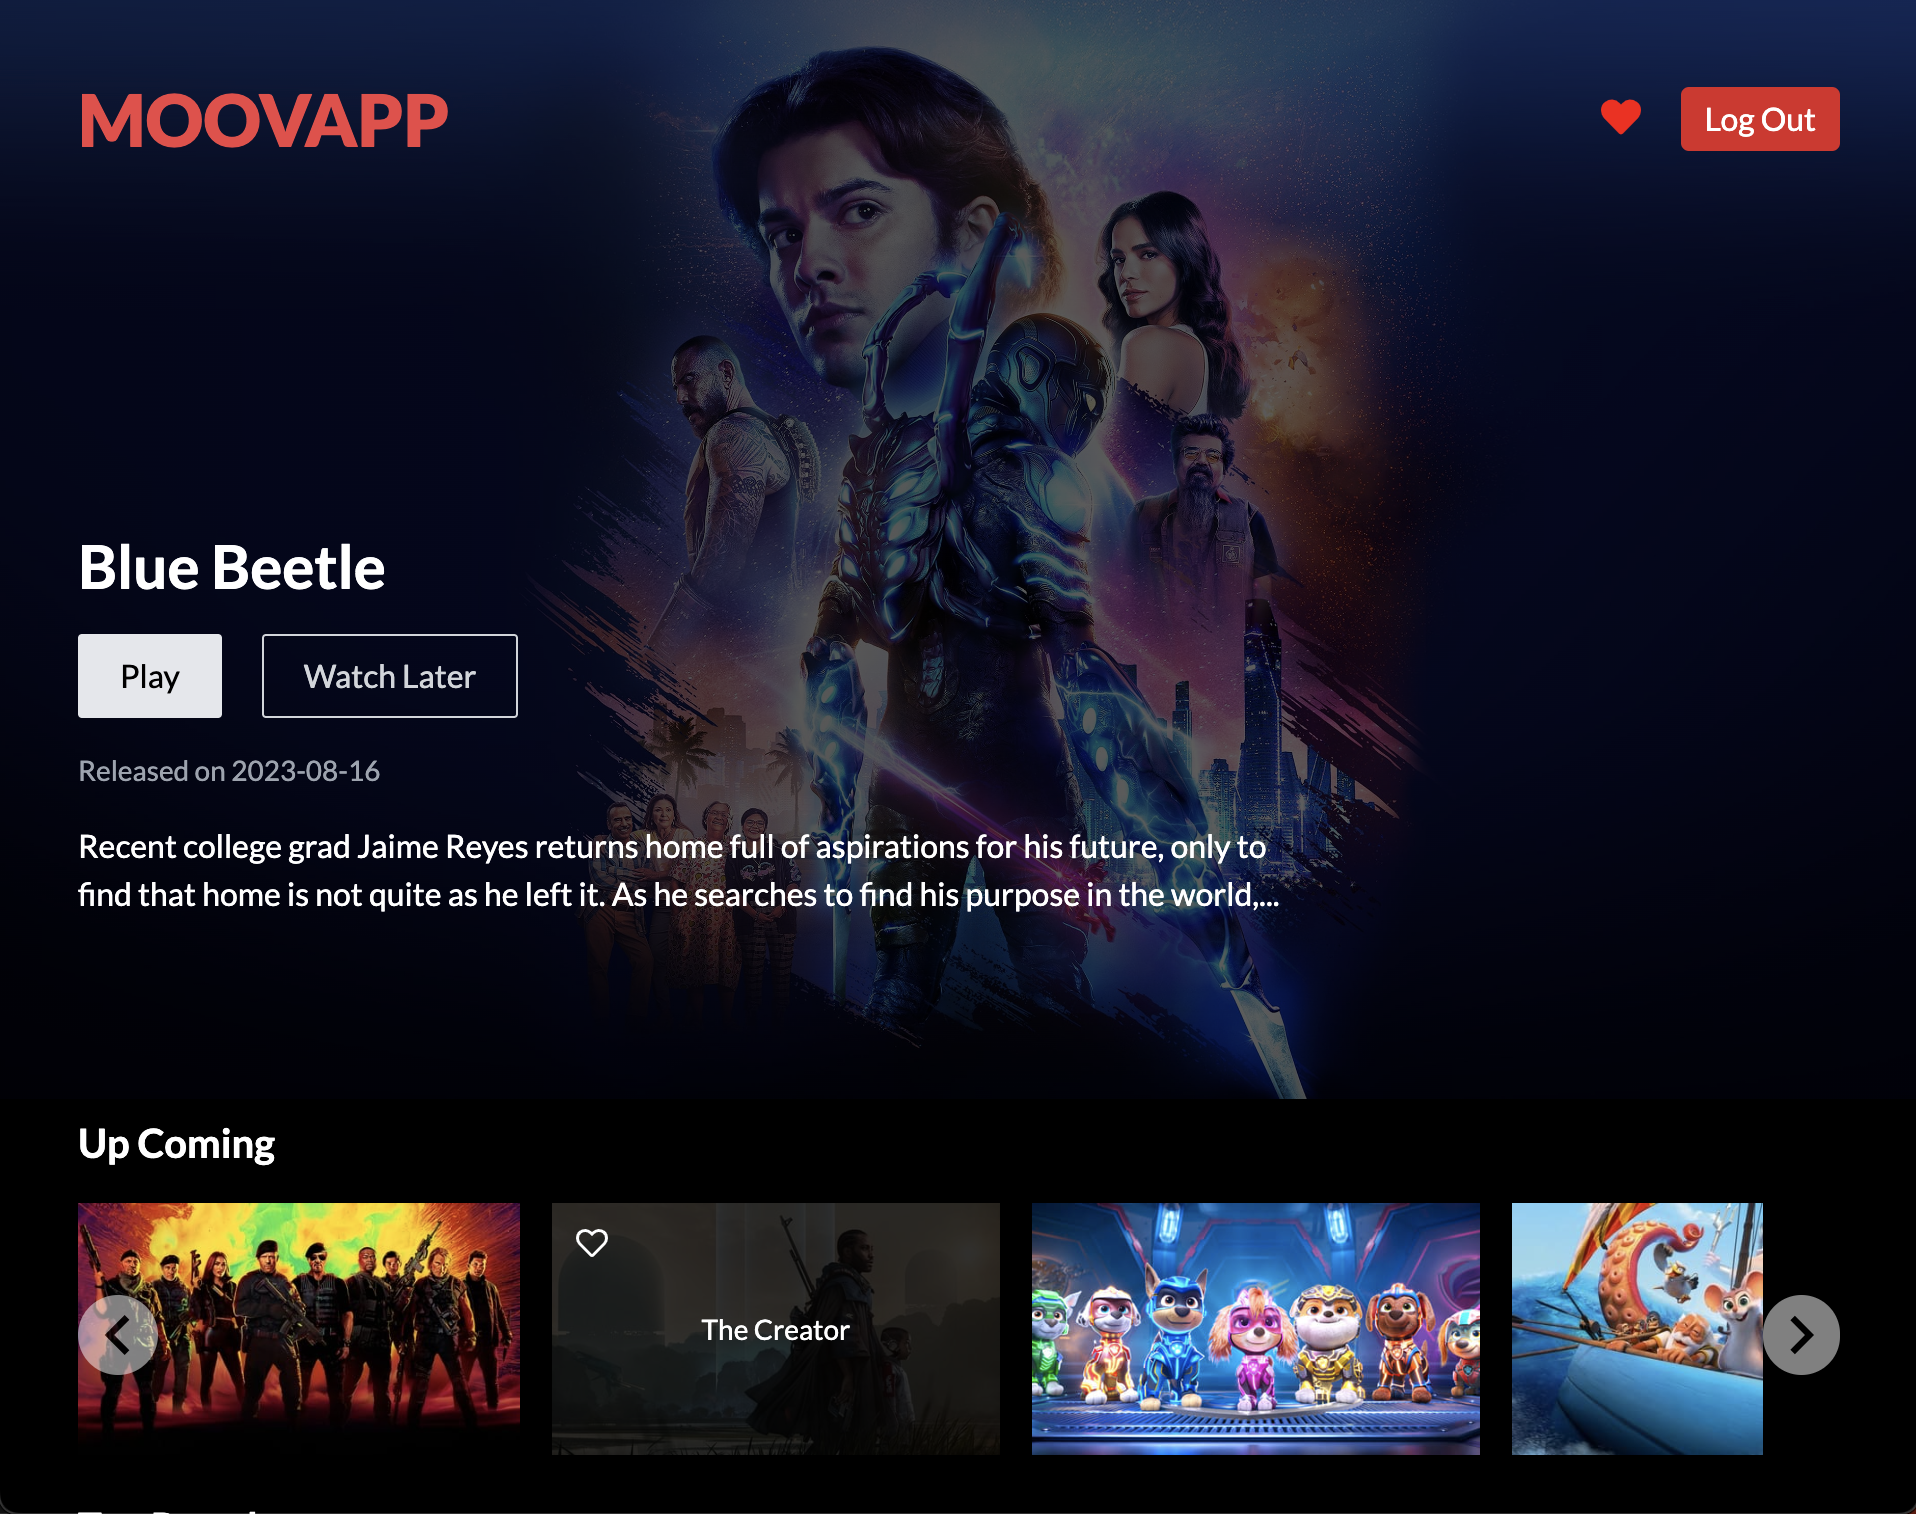 MOOVAPP
Log Out
Blue Beetle
Play
Watch Later
Released on 2023-08-16
Recent college grad Jaime Reyes returns home full of aspirations for his future, only to
find that home is not quite as he left it. As he searches to find his purpose in the world,...
Up Coming
The Creator